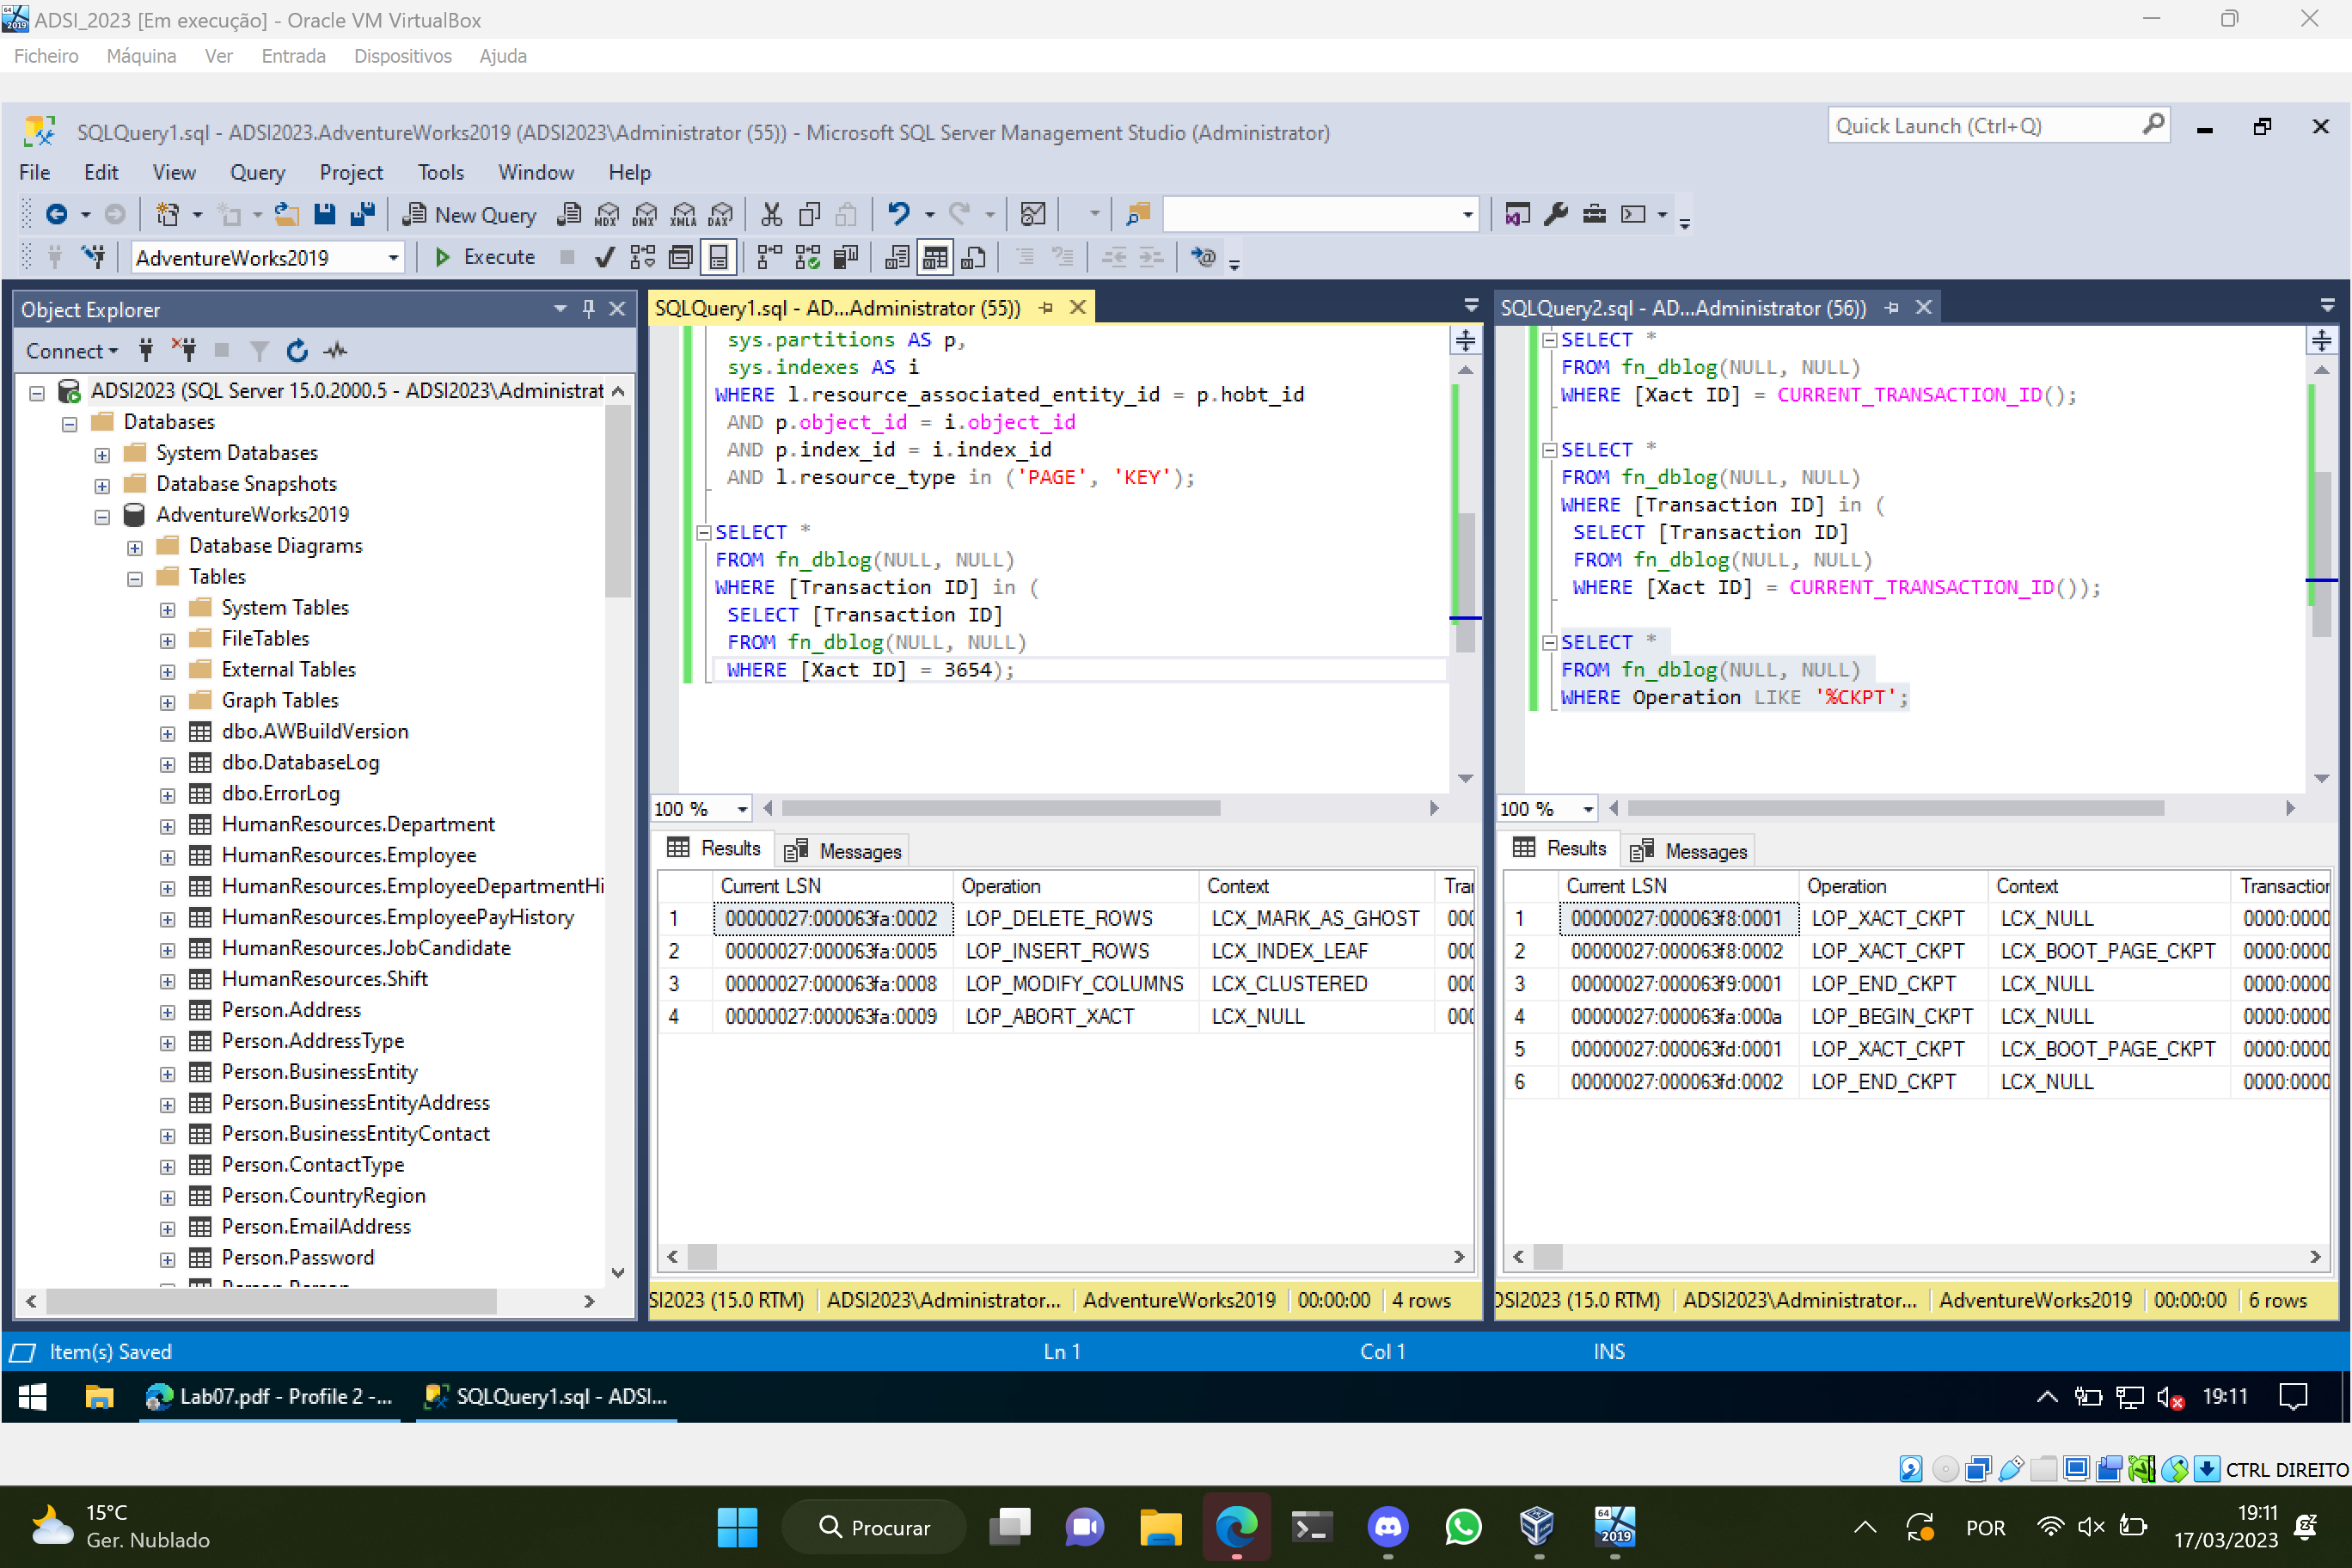 ADSI_2023 [Em execução] - Oracle VM VirtualBox
Ficheiro Máquina Ver Entrada Dispositivos Ajuda
SQLQuery1.sql - ADSI2023.AdventureWorks2019 (ADSI2023\Administrator (55)) - Microsoft SQL Server Management Studio (Administrator)
Quick Launch (Ctrl+Q)
File Edit View Query Project Tools Window Help
New Query MDX DMX XMLA DAX
AdventureWorks2019 Execute
Object Explorer
Connect
ADSI2023 (SQL Server 15.0.2000.5 - ADSI2023\Administrat
Databases
System Databases
Database Snapshots
AdventureWorks2019
Database Diagrams
Tables
System Tables
FileTables
External Tables
Graph Tables
dbo.AWBuildVersion
dbo.DatabaseLog
dbo.ErrorLog
HumanResources.Department
HumanResources.Employee
HumanResources.EmployeeDepartmentHi
HumanResources.EmployeePayHistory
HumanResources.JobCandidate
HumanResources.Shift
Person.Address
Person.AddressType
Person.BusinessEntity
Person.BusinessEntityAddress
Person.BusinessEntityContact
Person.ContactType
Person.CountryRegion
Person.EmailAddress
Person.Password
SQLQuery1.sql - AD...Administrator (55))
sys.partitions AS p,
sys.indexes AS i
WHERE l.resource_associated_entity_id = p.hobt_id
AND p.object_id = i.object_id
AND p.index_id = i.index_id
AND l.resource_type in ('PAGE', 'KEY');
SELECT *
FROM fn_dblog(NULL, NULL)
WHERE [Transaction ID] in (
SELECT [Transaction ID]
FROM fn_dblog(NULL, NULL)
WHERE [Xact ID] = 3654);
100 %
Results Messages
Current LSN Operation Context Trar
1 00000027:000063fa:0002 LOP_DELETE_ROWS LCX_MARK_AS_GHOST 000
2 00000027:000063fa:0005 LOP_INSERT_ROWS LCX_INDEX_LEAF 000
3 00000027:000063fa:0008 LOP_MODIFY_COLUMNS LCX_CLUSTERED 000
4 00000027:000063fa:0009 LOP_ABORT_XACT LCX_NULL 000
SI2023 (15.0 RTM) ADSI2023\Administrator... AdventureWorks2019 00:00:00 4 rows
SQLQuery2.sql - AD...Administrator (56))
SELECT *
FROM fn_dblog(NULL, NULL)
WHERE [Xact ID] = CURRENT_TRANSACTION_ID();
SELECT *
FROM fn_dblog(NULL, NULL)
WHERE [Transaction ID] in (
SELECT [Transaction ID]
FROM fn_dblog(NULL, NULL)
WHERE [Xact ID] = CURRENT_TRANSACTION_ID());
SELECT *
FROM fn_dblog(NULL, NULL)
WHERE Operation LIKE '%CKPT';
100 %
Results Messages
Current LSN Operation Context Transaction
1 00000027:000063f8:0001 LOP_XACT_CKPT LCX_NULL 0000:0000
2 00000027:000063f8:0002 LOP_XACT_CKPT LCX_BOOT_PAGE_CKPT 0000:0000
3 00000027:000063f9:0001 LOP_END_CKPT LCX_NULL 0000:0000
4 00000027:000063fa:000a LOP_BEGIN_CKPT LCX_NULL 0000:0000
5 00000027:000063fd:0001 LOP_XACT_CKPT LCX_BOOT_PAGE_CKPT 0000:0000
6 00000027:000063fd:0002 LOP_END_CKPT LCX_NULL 0000:0000
DSI2023 (15.0 RTM) ADSI2023\Administrator... AdventureWorks2019 00:00:00 6 rows
Item(s) Saved Ln 1 Col 1 INS
Lab07.pdf - Profile 2 -... SQLQuery1.sql - ADSI... 19:11
CTRL DIREITO
15°C
Ger. Nublado
Procurar
64
2019
POR
19:11
17/03/2023